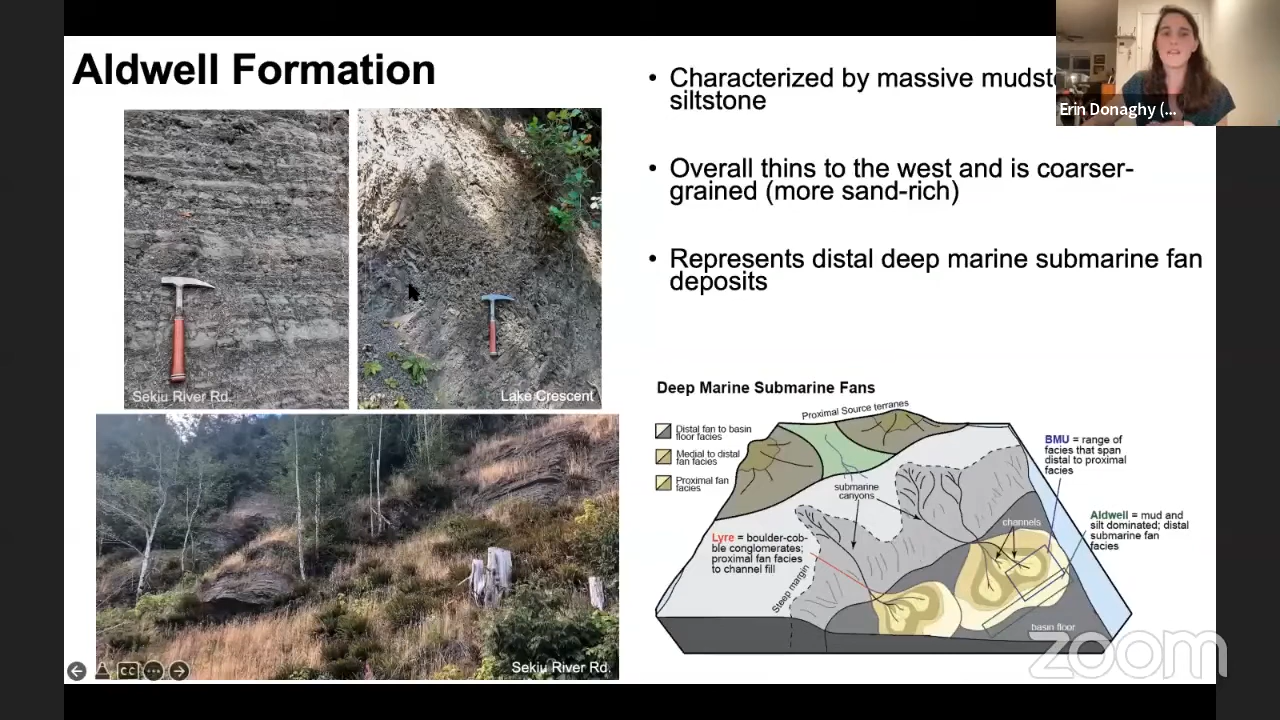 Aldwell Formation
• Characterized by massive
siltstone
Erin Donaghy (...
• Overall thins to the west and is coarser-
grained (more sand-rich)
• Represents distal deep marine submarine fan
deposits
Sekiu River Rd.
Lake Crescent
Sekiu River Rd.
CC
Deep Marine Submarine Fans
Proximal Source terranes
Distal fan to basin
floor facies
Medial to distal
fan facies
Proximal fan
facies
submarine
canyons
BMU = range of
facies that span
distal to proximal
facies
Aldwell = mud and
silt dominated; distal
submarine fan
facies
channels
Lyre = boulder-cob-
ble conglomerates;
proximal fan facies
to channel fill
Steep margin
basin floor
zoom